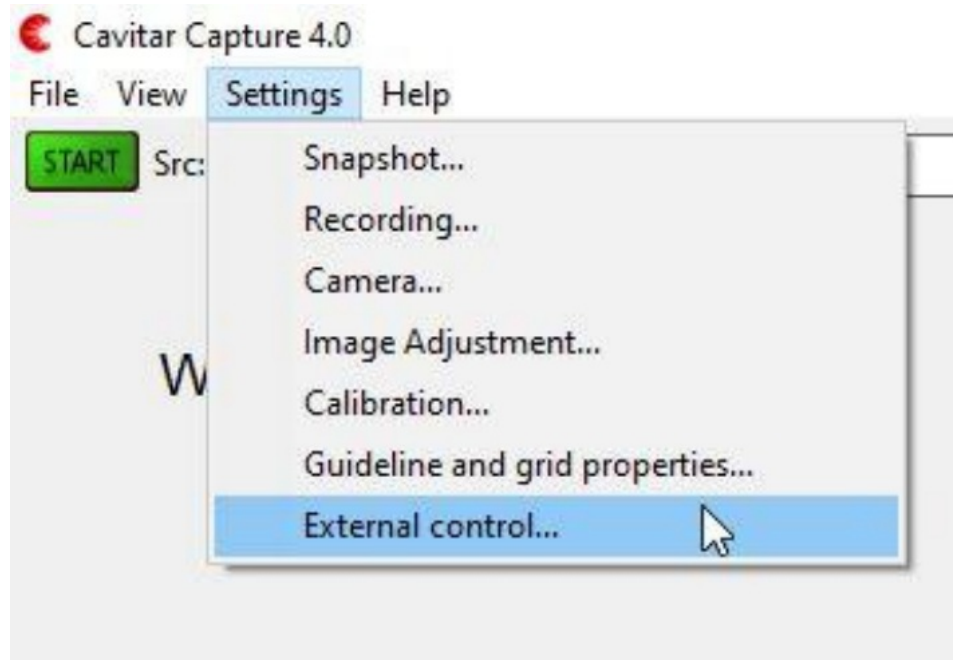 Cavitar Capture 4.0
File View Settings Help
START Src:
Snapshot...
Recording...
Camera...
Image Adjustment...
W
Calibration...
Guideline and grid properties...
External control...